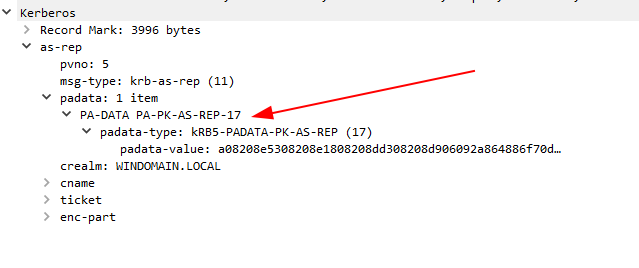 Kerberos
Record Mark: 3996 bytes
as-rep
pvno: 5
msg-type: krb-as-rep (11)
padata: 1 item
PA-DATA PA-PK-AS-REP-17
padata-type: kRB5-PADATA-PK-AS-REP (17)
padata-value: a08208e5308208e1808208dd308208d906092a864886f70d…
crealm: WINDOMAIN.LOCAL
cname
ticket
enc-part